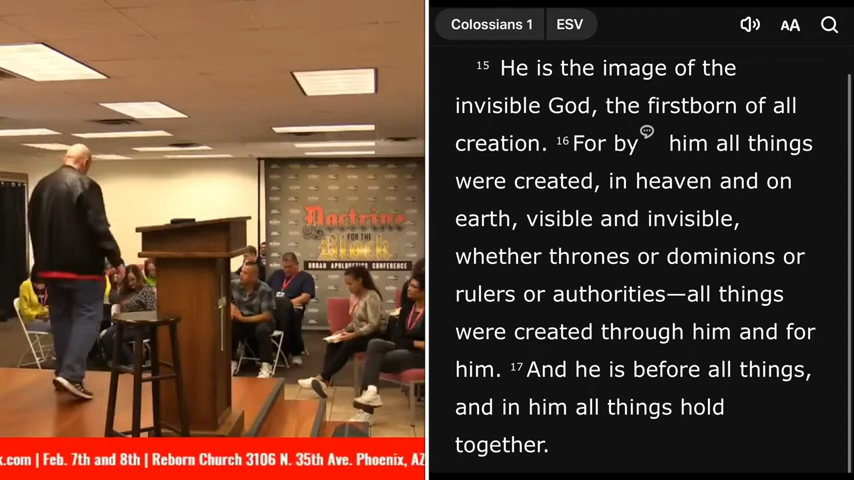 Doctrine
FOR THE
Block
URBAN APOLOGETICS CONFERENCE
k.com | Feb. 7th and 8th | Reborn Church 3106 N. 35th Ave. Phoenix, AZ
Colossians 1 ESV AA
15 He is the image of the
invisible God, the firstborn of all
creation. 16 For by him all things
were created, in heaven and on
earth, visible and invisible,
whether thrones or dominions or
rulers or authorities—all things
were created through him and for
him. 17 And he is before all things,
and in him all things hold
together.